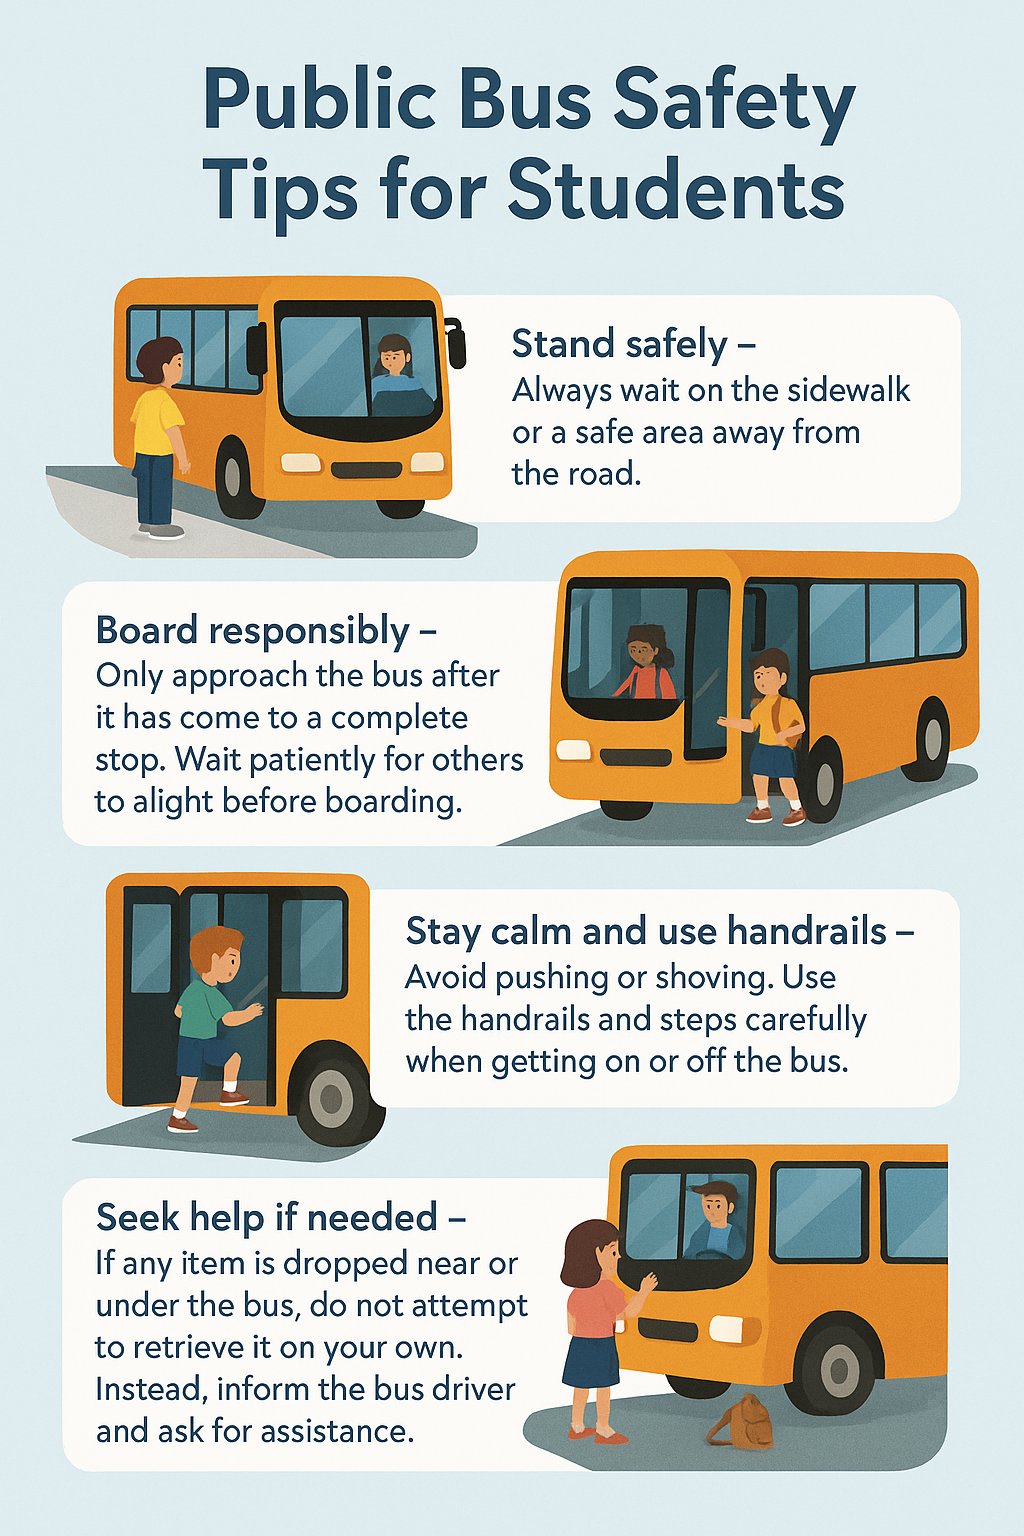 Public Bus Safety
Tips for Students
Stand safely –
Always wait on the sidewalk
or a safe area away from
the road.
Board responsibly –
Only approach the bus after
it has come to a complete
stop. Wait patiently for others
to alight before boarding.
Stay calm and use handrails –
Avoid pushing or shoving. Use
the handrails and steps carefully
when getting on or off the bus.
Seek help if needed –
If any item is dropped near or
under the bus, do not attempt
to retrieve it on your own.
Instead, inform the bus driver
and ask for assistance.